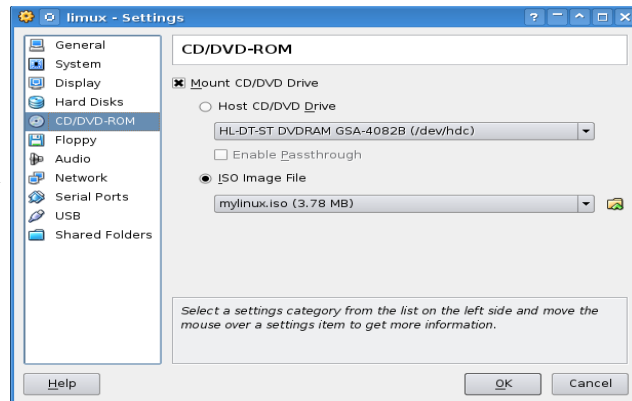 limux - Settings
General
System
Display
Hard Disks
CD/DVD-ROM
Floppy
Audio
Network
Serial Ports
USB
Shared Folders
CD/DVD-ROM
Mount CD/DVD Drive
Host CD/DVD Drive
HL-DT-ST DVDRAM GSA-4082B (/dev/hdc)
Enable Passthrough
ISO Image File
mylinux.iso (3.78 MB)
Select a settings category from the list on the left side and move the
mouse over a settings item to get more information.
Help
OK
Cancel